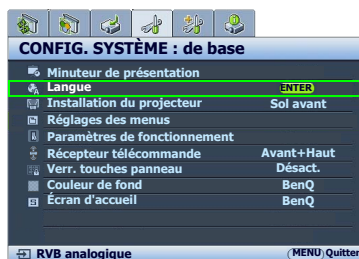 CONFIG. SYSTÈME : de base
Minuteur de présentation
Langue ENTER
Installation du projecteur Sol avant
Réglages des menus
Paramètres de fonctionnement
Récepteur télécommande Avant+Haut
Verr. touches panneau Désact.
Couleur de fond BenQ
Écran d'accueil BenQ
RVB analogique MENU Quitter